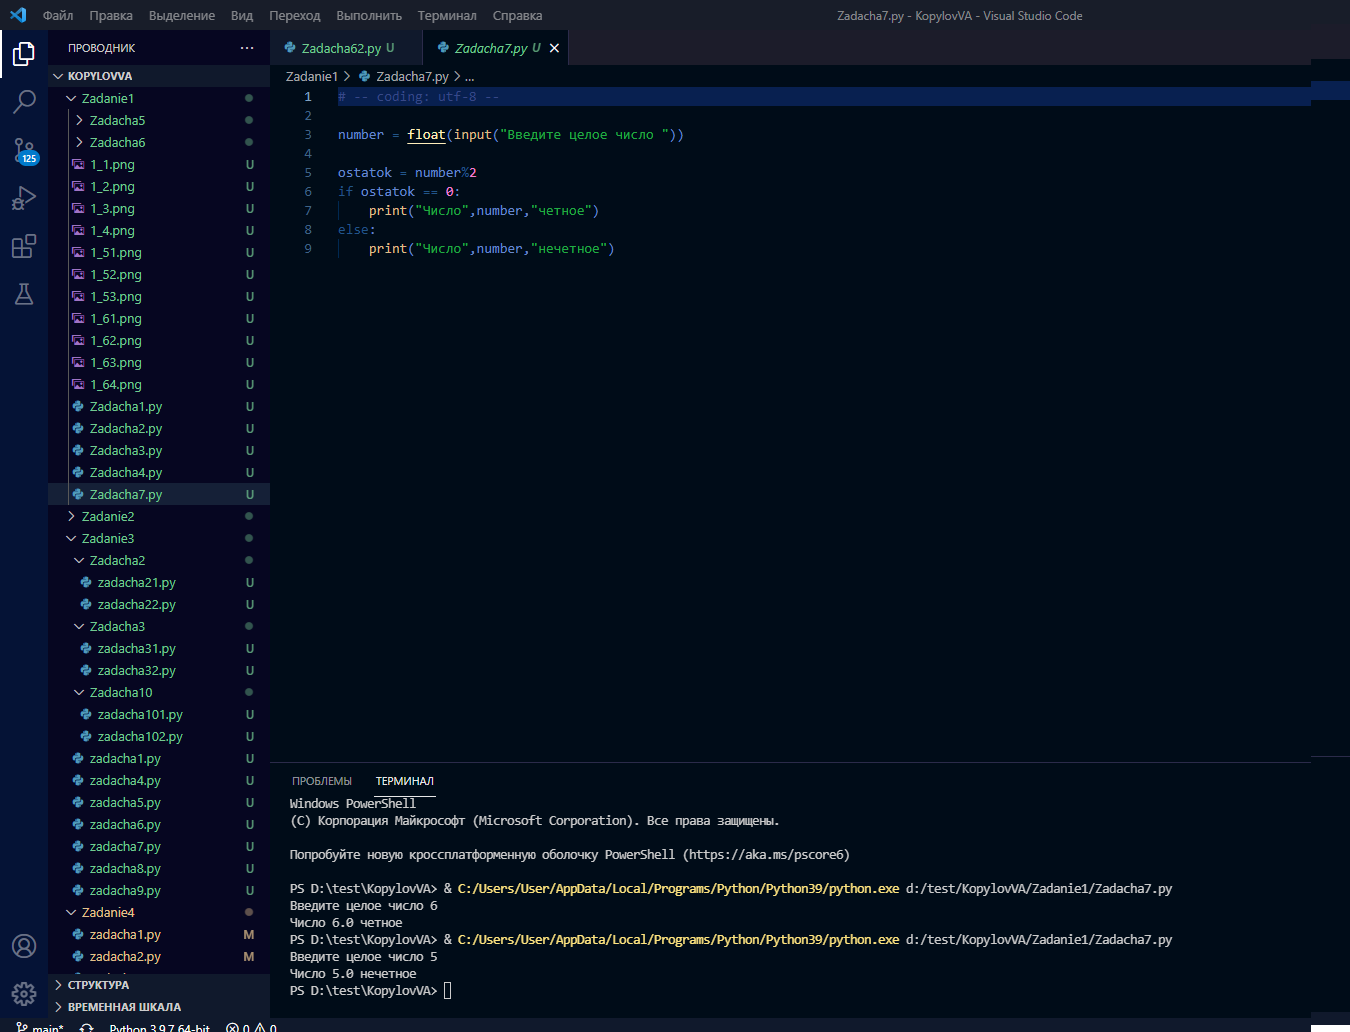 Файл Правка Выделение Вид Переход Выполнить Терминал Справка Zadacha7.py - KopylovVA - Visual Studio Code
ПРОВОДНИК ...
KOPYLOVVA
Zadanie1
Zadacha5
Zadacha6
1_1.png U
1_2.png U
1_3.png U
1_4.png U
1_51.png U
1_52.png U
1_53.png U
1_61.png U
1_62.png U
1_63.png U
1_64.png U
Zadacha1.py U
Zadacha2.py U
Zadacha3.py U
Zadacha4.py U
Zadacha7.py U
Zadanie2
Zadanie3
Zadacha2
zadacha21.py U
zadacha22.py U
Zadacha3
zadacha31.py U
zadacha32.py U
Zadacha10
zadacha101.py U
zadacha102.py U
zadacha1.py U
zadacha4.py U
zadacha5.py U
zadacha6.py U
zadacha7.py U
zadacha8.py U
zadacha9.py U
Zadanie4
zadacha1.py M
zadacha2.py M
СТРУКТУРА
ВРЕМЕННАЯ ШКАЛА
125
Zadacha62.py U Zadacha7.py U
Zadanie1 > Zadacha7.py > ...
1 # -- coding: utf-8 --
2
3 number = float(input("Введите целое число "))
4
5 ostatok = number%2
6 if ostatok == 0:
7 print("Число",number,"четное")
8 else:
9 print("Число",number,"нечетное")
ПРОБЛЕМЫ ТЕРМИНАЛ
Windows PowerShell
(C) Корпорация Майкрософт (Microsoft Corporation). Все права защищены.
Попробуйте новую кроссплатформенную оболочку PowerShell (https://aka.ms/pscore6)
PS D:\test\KopylovVA> & C:/Users/User/AppData/Local/Programs/Python/Python39/python.exe d:/test/KopylovVA/Zadanie1/Zadacha7.py
Введите целое число 6
Число 6.0 четное
PS D:\test\KopylovVA> & C:/Users/User/AppData/Local/Programs/Python/Python39/python.exe d:/test/KopylovVA/Zadanie1/Zadacha7.py
Введите целое число 5
Число 5.0 нечетное
PS D:\test\KopylovVA>
main* Python 3.9.7 64-bit 0 0